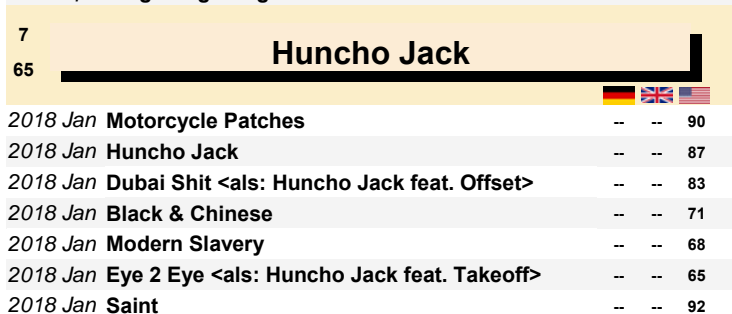 7
65
Huncho Jack
2018 Jan Motorcycle Patches -- -- 90
2018 Jan Huncho Jack -- -- 87
2018 Jan Dubai Shit <als: Huncho Jack feat. Offset> -- -- 83
2018 Jan Black & Chinese -- -- 71
2018 Jan Modern Slavery -- -- 68
2018 Jan Eye 2 Eye <als: Huncho Jack feat. Takeoff> -- -- 65
2018 Jan Saint -- -- 92